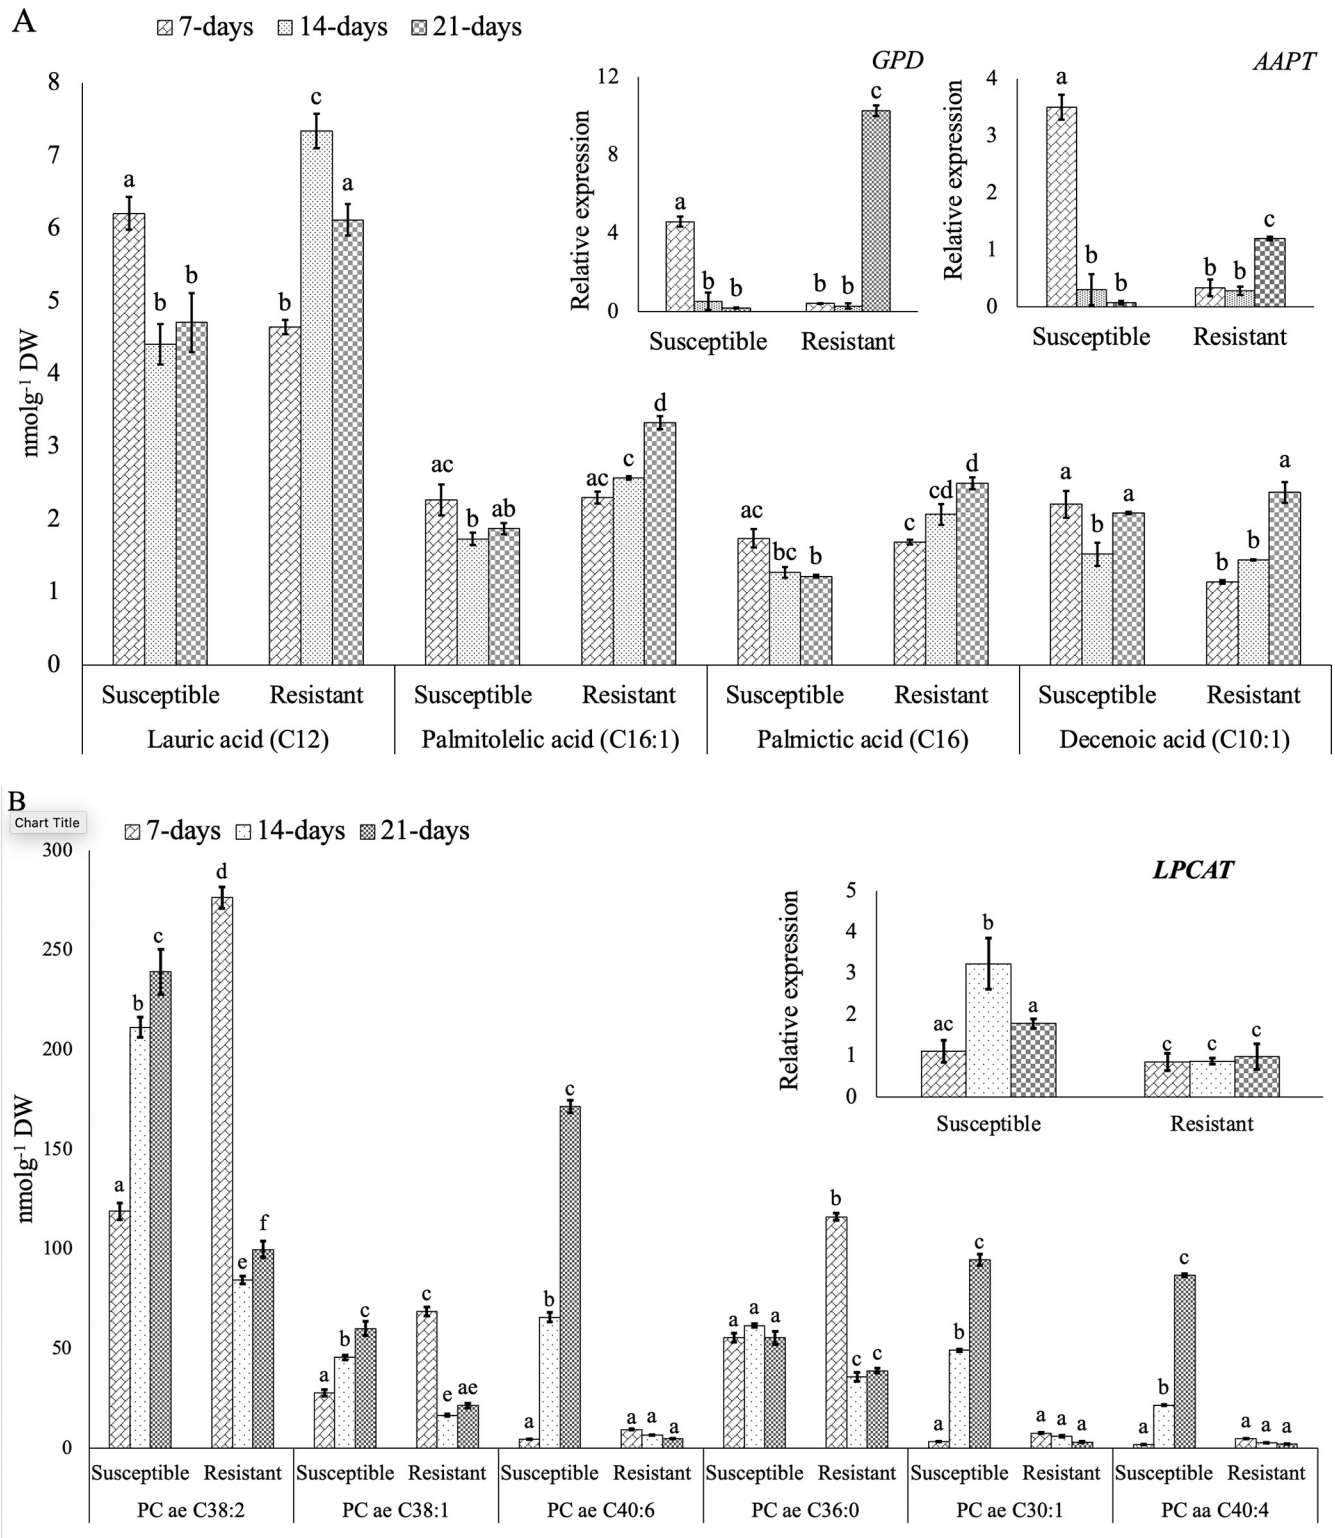 A
7-days 14-days 21-days
GPD
AAPT
nmolg-1 DW
8
7
6
5
4
3
2
1
0
a b b b c a
ac b ab ac c d
ac bc b c cd d
a b a b b a
Relative expression
12
8
4
0
a b b b b c
Susceptible Resistant
Relative expression
4
3
2
1
0
a b b b b c
Susceptible Resistant
Susceptible Resistant Susceptible Resistant Susceptible Resistant Susceptible Resistant
Lauric acid (C12) Palmitolelic acid (C16:1) Palmictic acid (C16) Decenoic acid (C10:1)
B
Chart Title
7-days 14-days 21-days
LPCAT
nmolg-1 DW
300
250
200
150
100
50
0
a b c d e f
a b c c e ae
a b c a a a
a a a b c c
a b c a a a
a b c a a a
Relative expression
5
4
3
2
1
0
ac b a c c c
Susceptible Resistant
Susceptible Resistant Susceptible Resistant Susceptible Resistant Susceptible Resistant Susceptible Resistant Susceptible Resistant
PC ae C38:2 PC ae C38:1 PC ae C40:6 PC ae C36:0 PC ae C30:1 PC aa C40:4